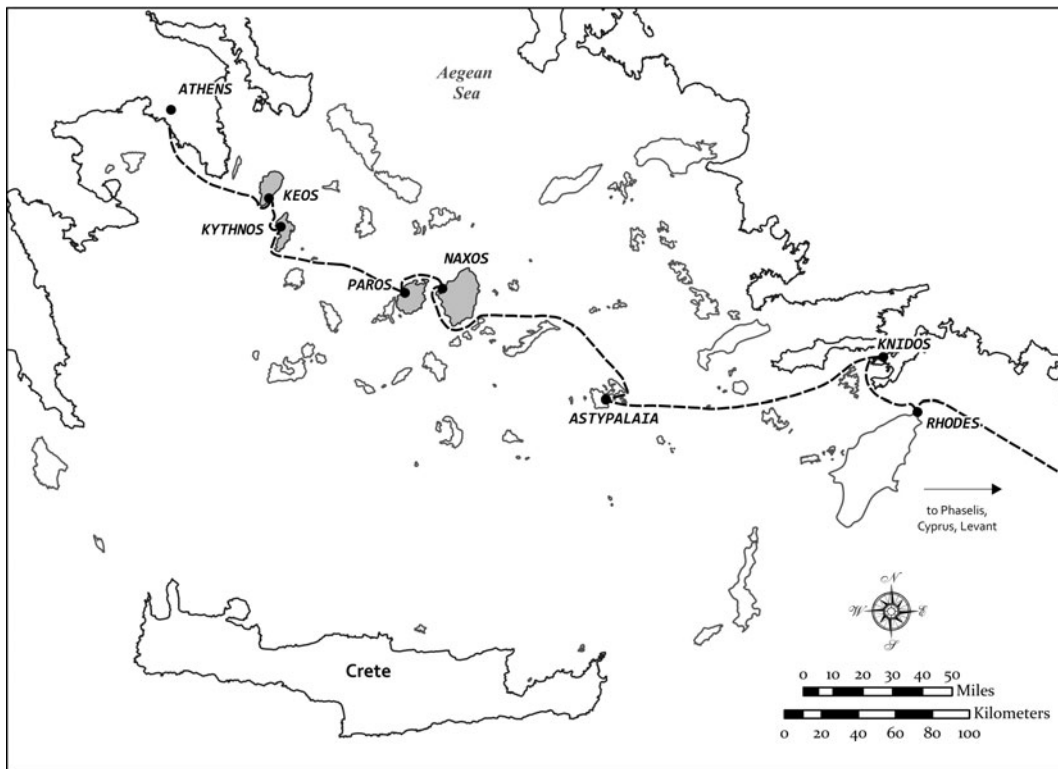 Aegean
Sea
ATHENS
KEOS
KYTHNOS
NAXOS
PAROS
KNIDOS
ASTYPALAIA
RHODES
to Phaselis,
Cyprus, Levant
N
W E
S
Crete
0 10 20 30 40 50
Miles
Kilometers
0 20 40 60 80 100